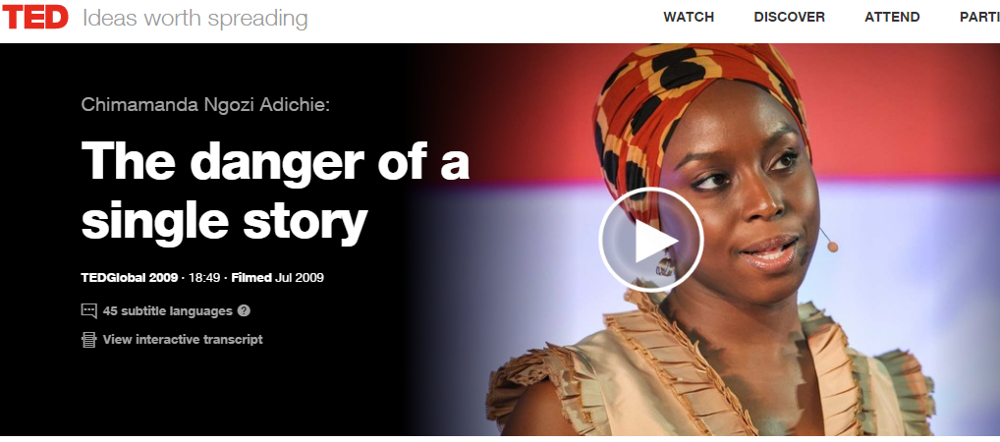 TED Ideas worth spreading WATCH DISCOVER ATTEND PARTI
Chimamanda Ngozi Adichie:
The danger of a
single story
TEDGlobal 2009 · 18:49 · Filmed Jul 2009
45 subtitle languages ?
View interactive transcript